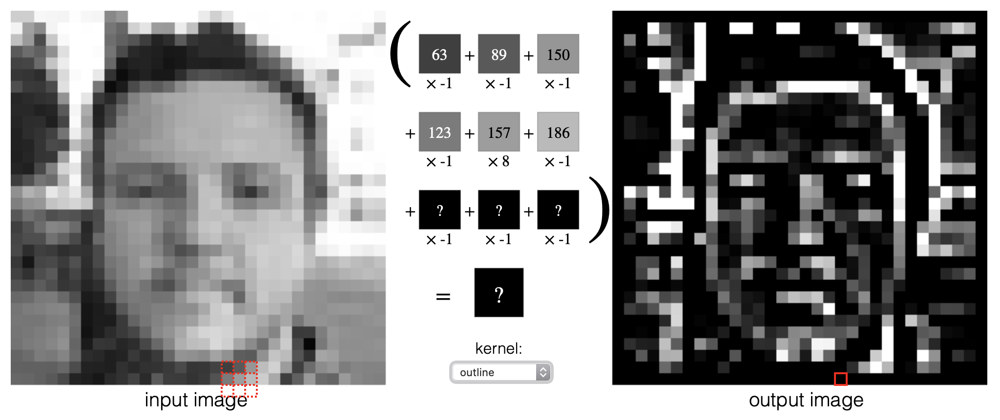 ( 63 + 89 + 150
× -1 × -1 × -1
+ 123 + 157 + 186
× -1 × 8 × -1
+ ? + ? + ? )
× -1 × -1 × -1
= ?
kernel:
outline
input image
output image